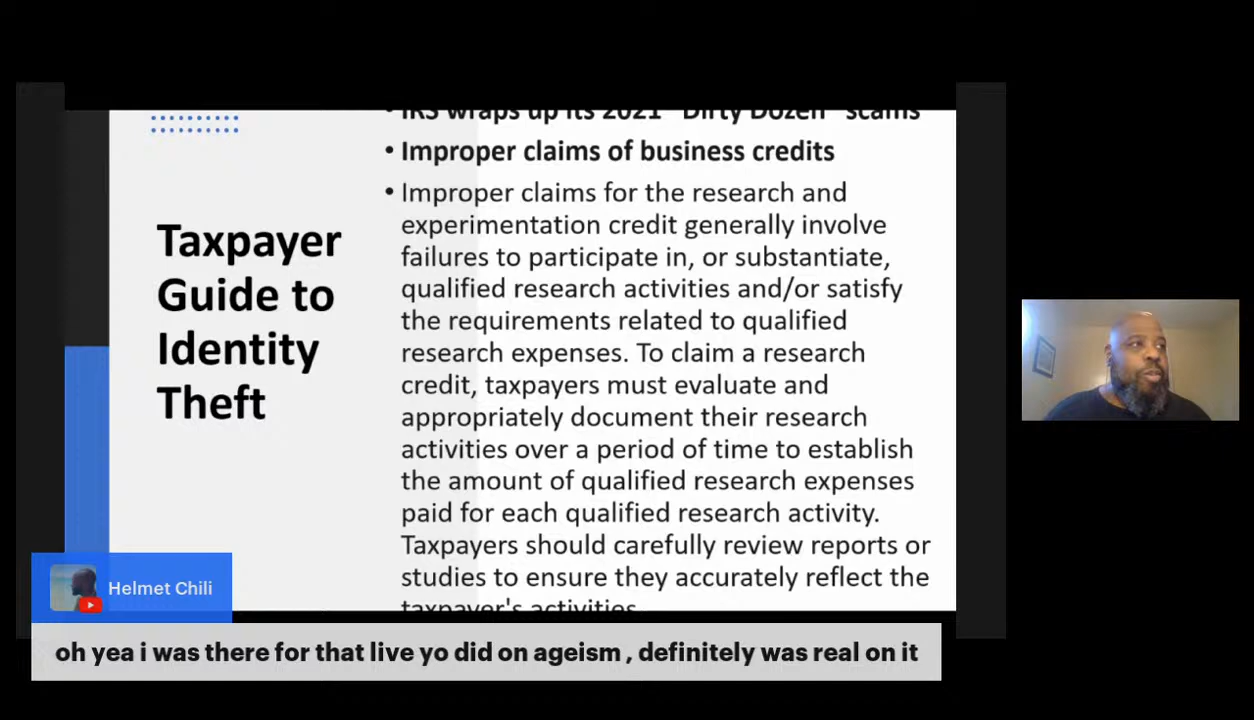 • IRS wraps up its 2021 "Dirty Dozen" scams
• Improper claims of business credits
• Improper claims for the research and
experimentation credit generally involve
failures to participate in, or substantiate,
qualified research activities and/or satisfy
the requirements related to qualified
research expenses. To claim a research
credit, taxpayers must evaluate and
appropriately document their research
activities over a period of time to establish
the amount of qualified research expenses
paid for each qualified research activity.
Taxpayers should carefully review reports or
studies to ensure they accurately reflect the
taxpayer's activities.
Taxpayer
Guide to
Identity
Theft
Helmet Chili
oh yea i was there for that live yo did on ageism , definitely was real on it